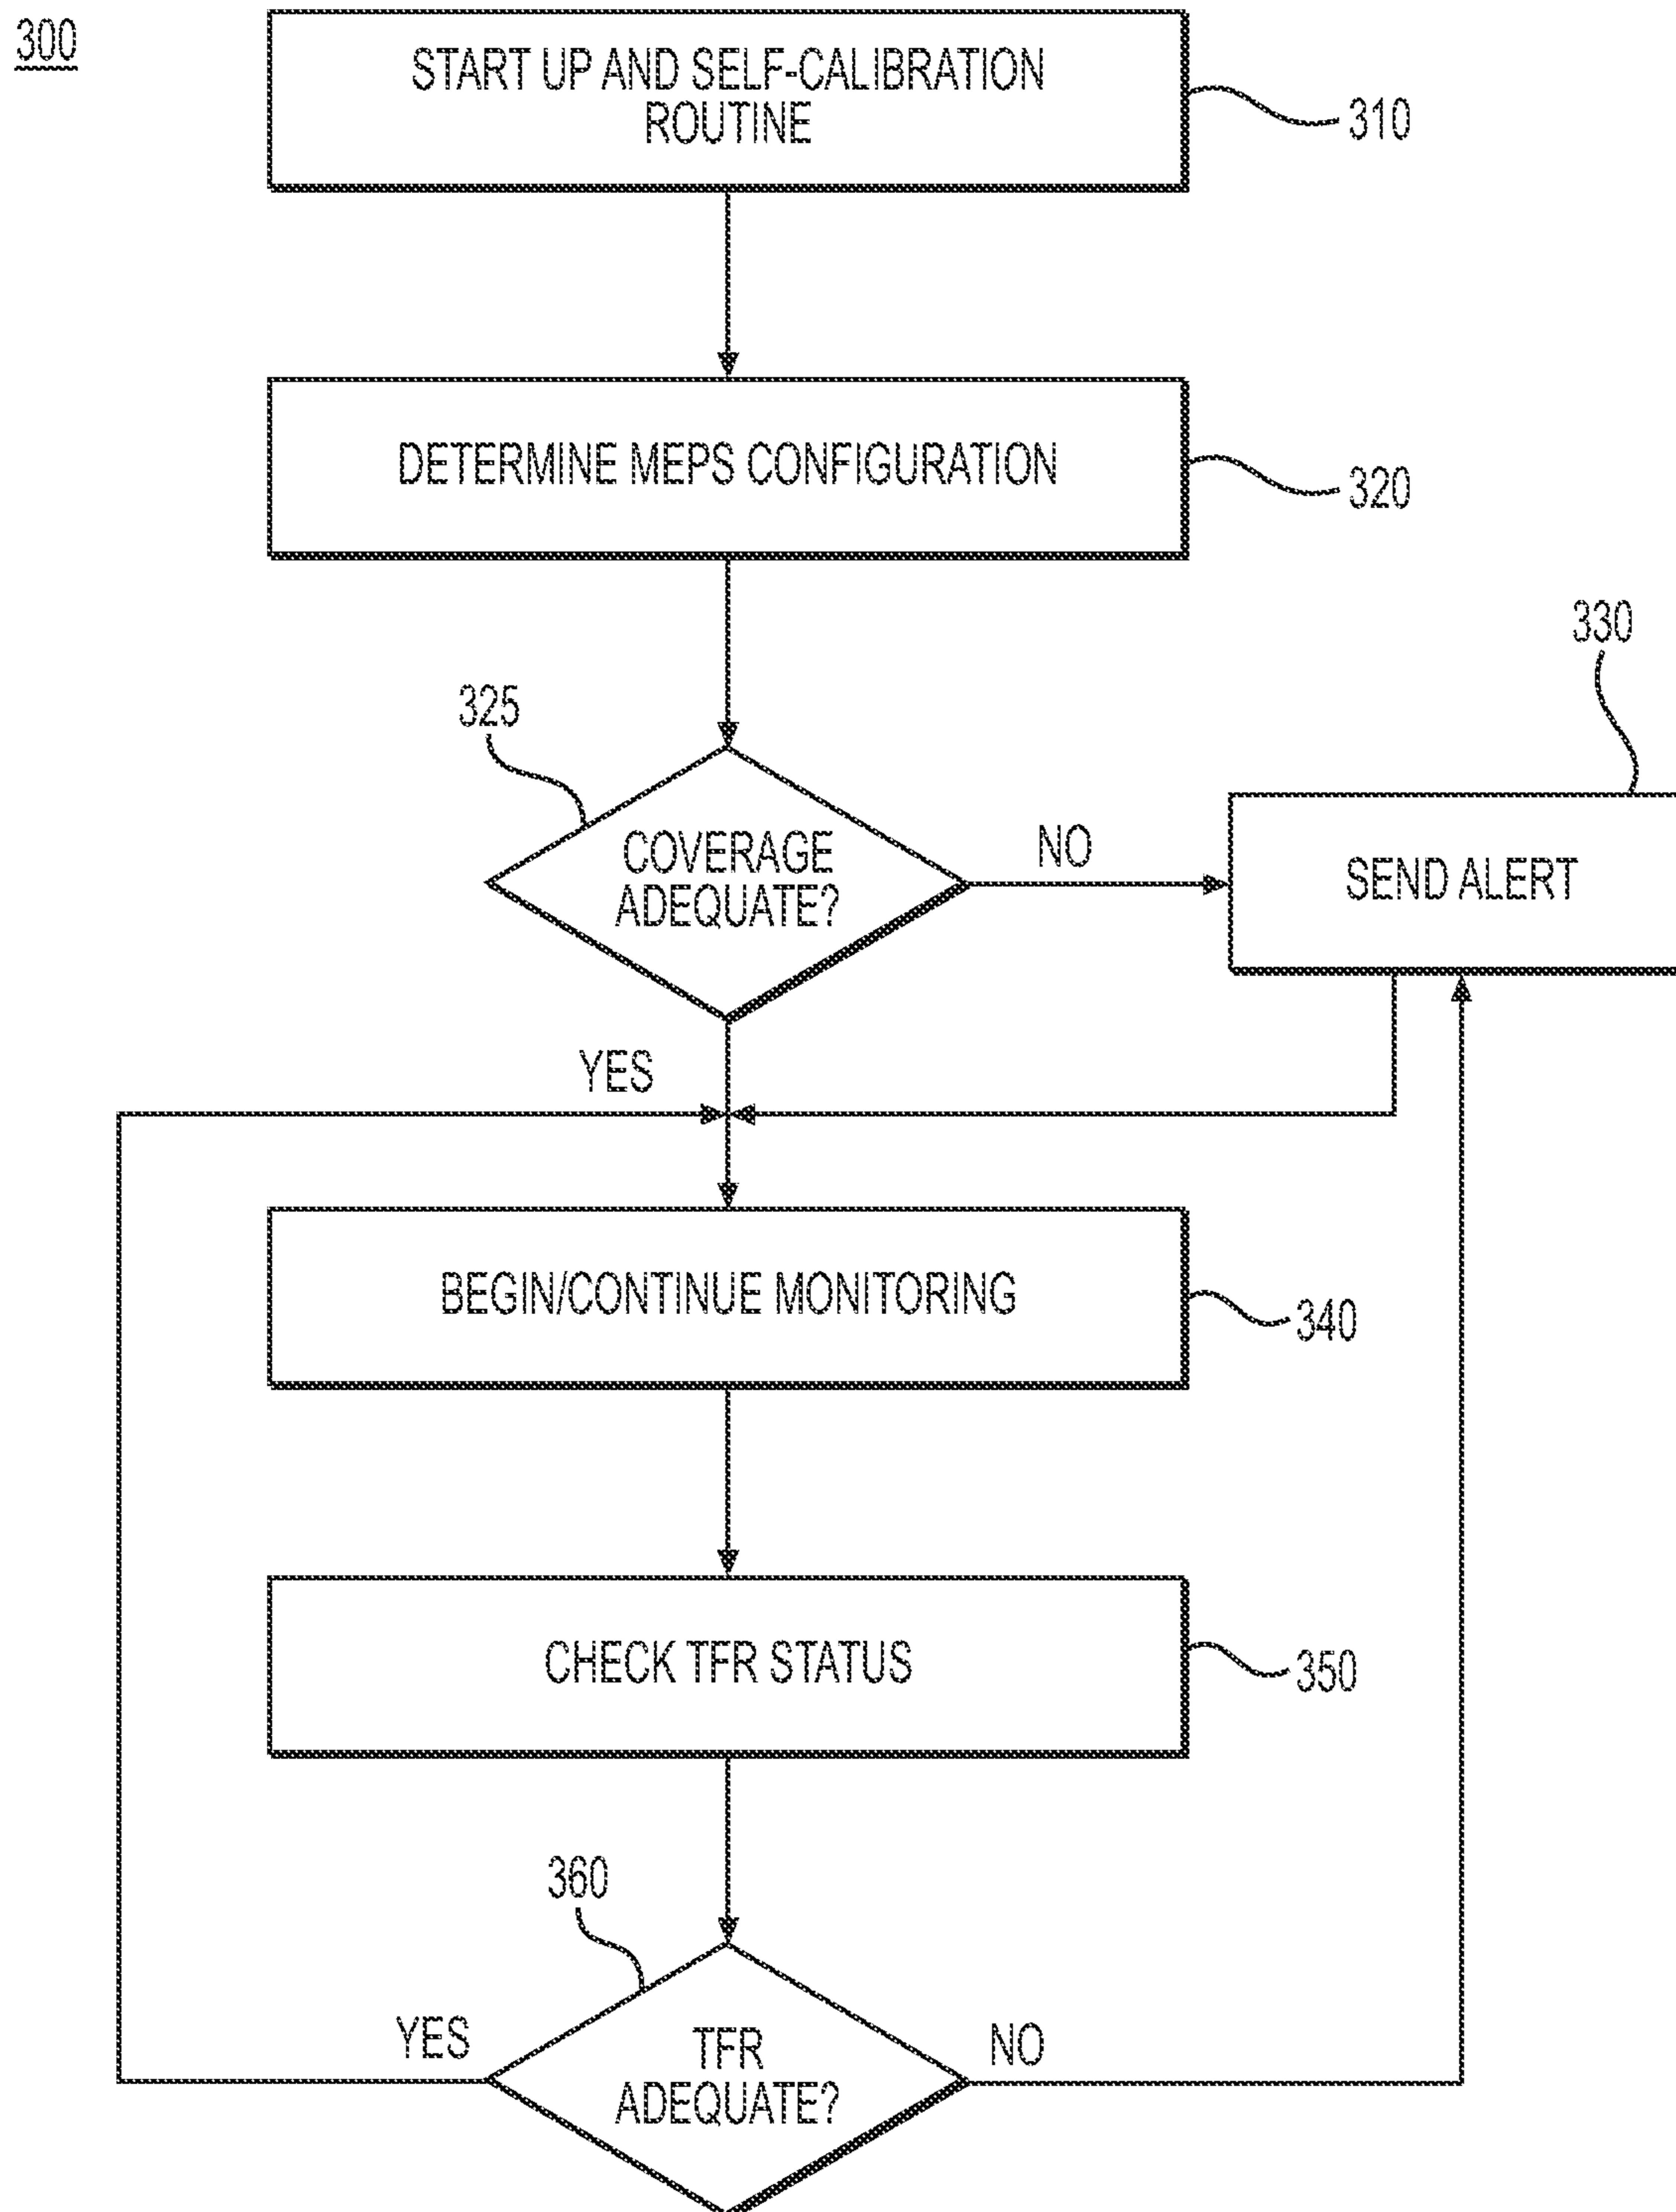 300
START UP AND SELF-CALIBRATION
ROUTINE
310
DETERMINE MEPS CONFIGURATION
320
330
325
COVERAGE
ADEQUATE?
NO
SEND ALERT
YES
BEGIN/CONTINUE MONITORING
340
CHECK TFR STATUS
350
360
YES
TFR
ADEQUATE?
NO